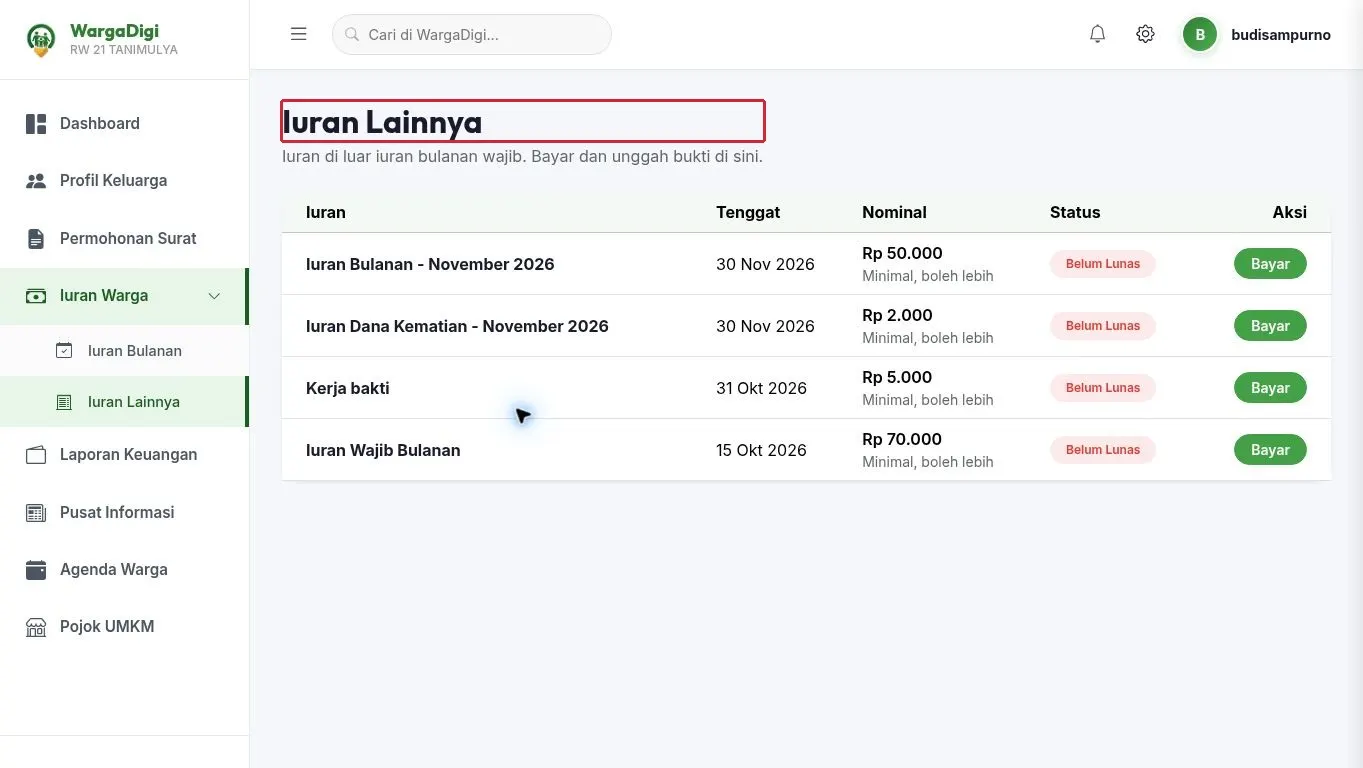 WargaDigi
RW 21 TANIMULYA
Cari di WargaDigi...
B
budisampurno
Dashboard
Profil Keluarga
Permohonan Surat
Iuran Warga
Iuran Bulanan
Iuran Lainnya
Laporan Keuangan
Pusat Informasi
Agenda Warga
Pojok UMKM
Iuran Lainnya
Iuran di luar iuran bulanan wajib. Bayar dan unggah bukti di sini.
Iuran Tenggat Nominal Status Aksi
Iuran Bulanan - November 2026 30 Nov 2026 Rp 50.000 Belum Lunas Bayar
Minimal, boleh lebih
Iuran Dana Kematian - November 2026 30 Nov 2026 Rp 2.000 Belum Lunas Bayar
Minimal, boleh lebih
Kerja bakti 31 Okt 2026 Rp 5.000 Belum Lunas Bayar
Minimal, boleh lebih
Iuran Wajib Bulanan 15 Okt 2026 Rp 70.000 Belum Lunas Bayar
Minimal, boleh lebih